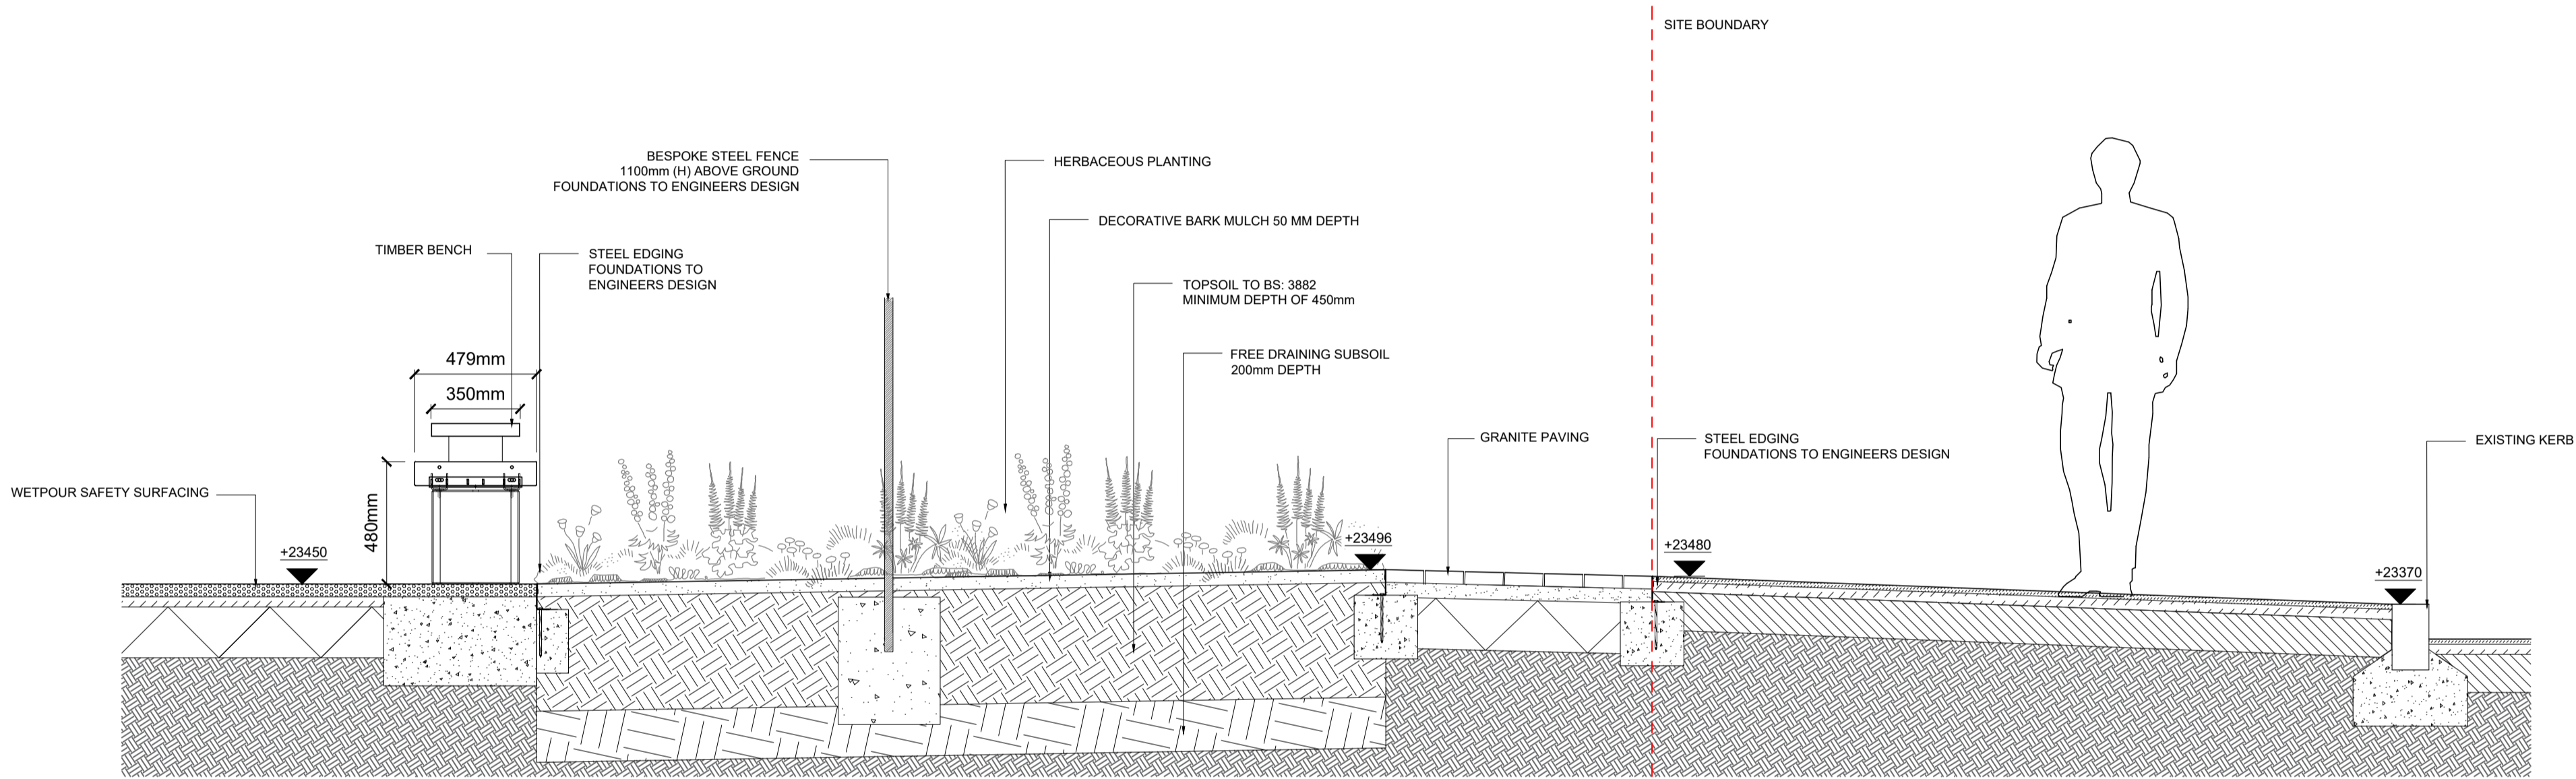 SITE BOUNDARY
BESPOKE STEEL FENCE
1100mm (H) ABOVE GROUND
FOUNDATIONS TO ENGINEERS DESIGN
HERBACEOUS PLANTING
DECORATIVE BARK MULCH 50 MM DEPTH
TIMBER BENCH
STEEL EDGING
FOUNDATIONS TO
ENGINEERS DESIGN
TOPSOIL TO BS: 3882
MINIMUM DEPTH OF 450mm
FREE DRAINING SUBSOIL
200mm DEPTH
479mm
350mm
480mm
GRANITE PAVING
STEEL EDGING
FOUNDATIONS TO ENGINEERS DESIGN
EXISTING KERB
WETPOUR SAFETY SURFACING
+23450
+23496
+23480
+23370